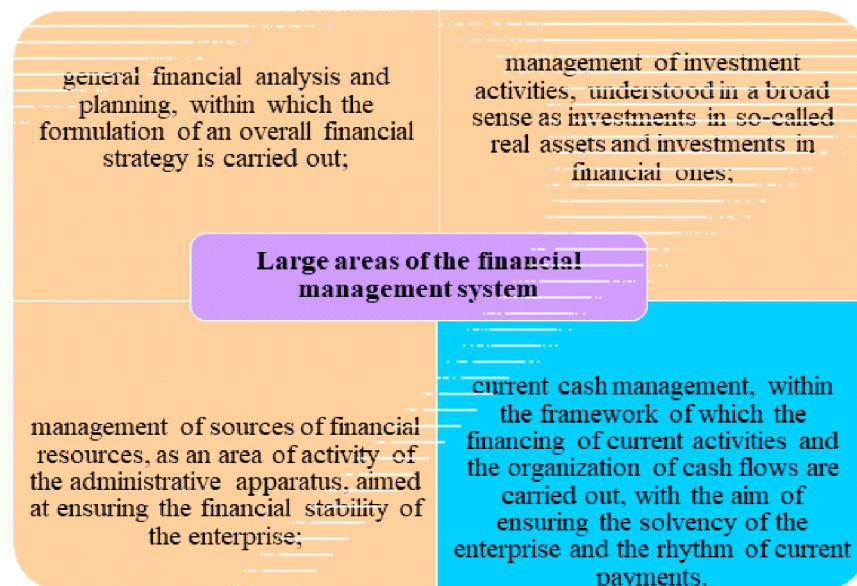 general financial analysis and
planning, within which the
formulation of an overall financial
strategy is carried out;
management of investment
activities, understood in a broad
sense as investments in so-called
real assets and investments in
financial ones;
Large areas of the financial
management system
management of sources of financial
resources, as an area of activity of
the administrative apparatus, aimed
at ensuring the financial stability of
the enterprise;
current cash management, within
the framework of which the
financing of current activities and
the organization of cash flows are
carried out, with the aim of
ensuring the solvency of the
enterprise and the rhythm of current
payments.